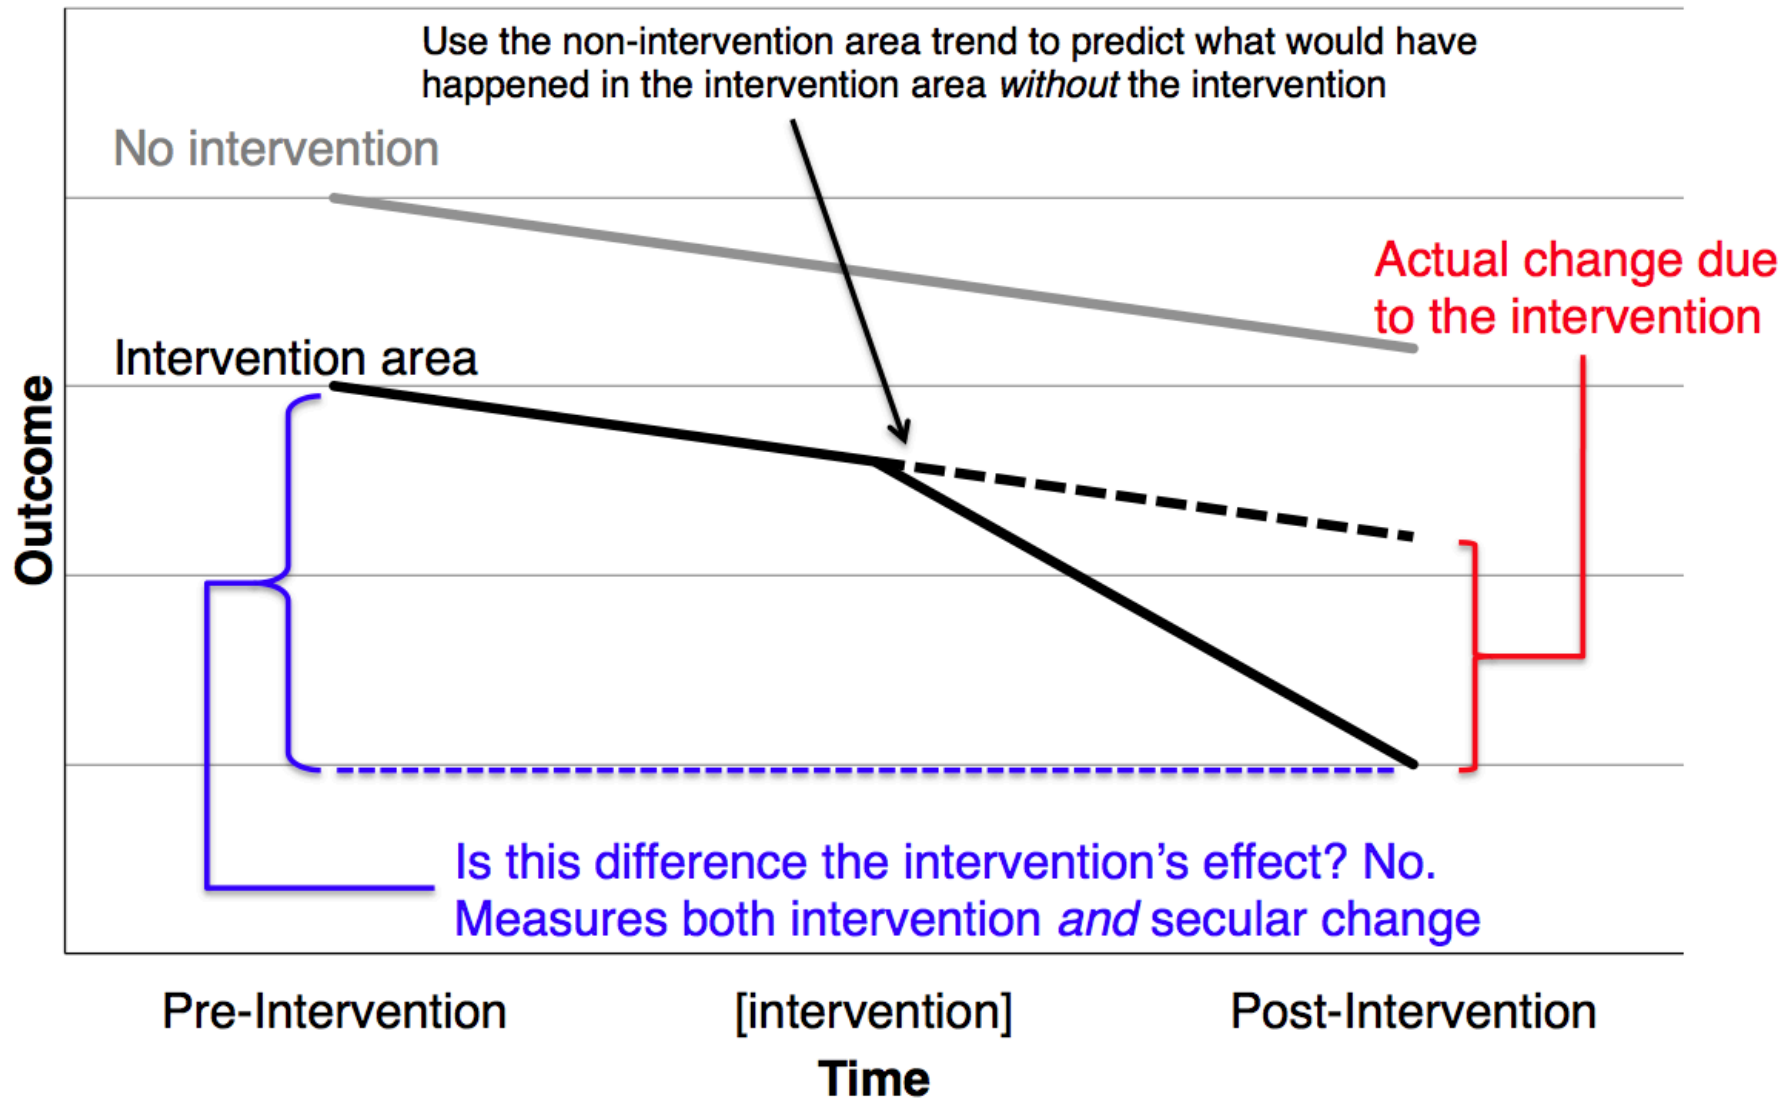 Use the non-intervention area trend to predict what would have
happened in the intervention area without the intervention
No intervention
Actual change due
to the intervention
Intervention area
Outcome
Is this difference the intervention’s effect? No.
Measures both intervention and secular change
Pre-Intervention
[intervention]
Post-Intervention
Time